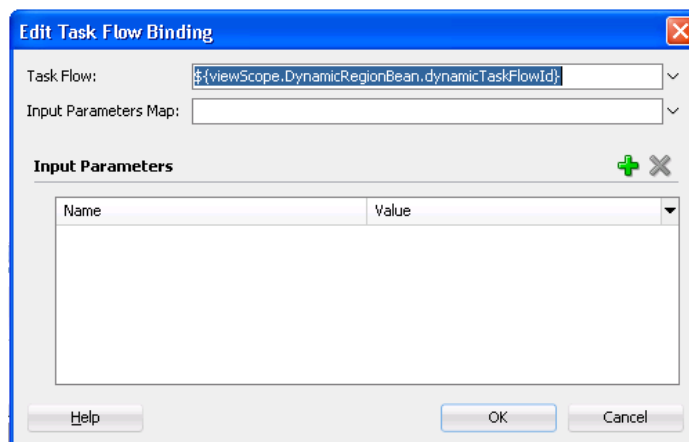 Edit Task Flow Binding
Task Flow: ${viewScope.DynamicRegionBean.dynamicTaskFlowId}
Input Parameters Map:
Input Parameters
Name Value
Help OK Cancel